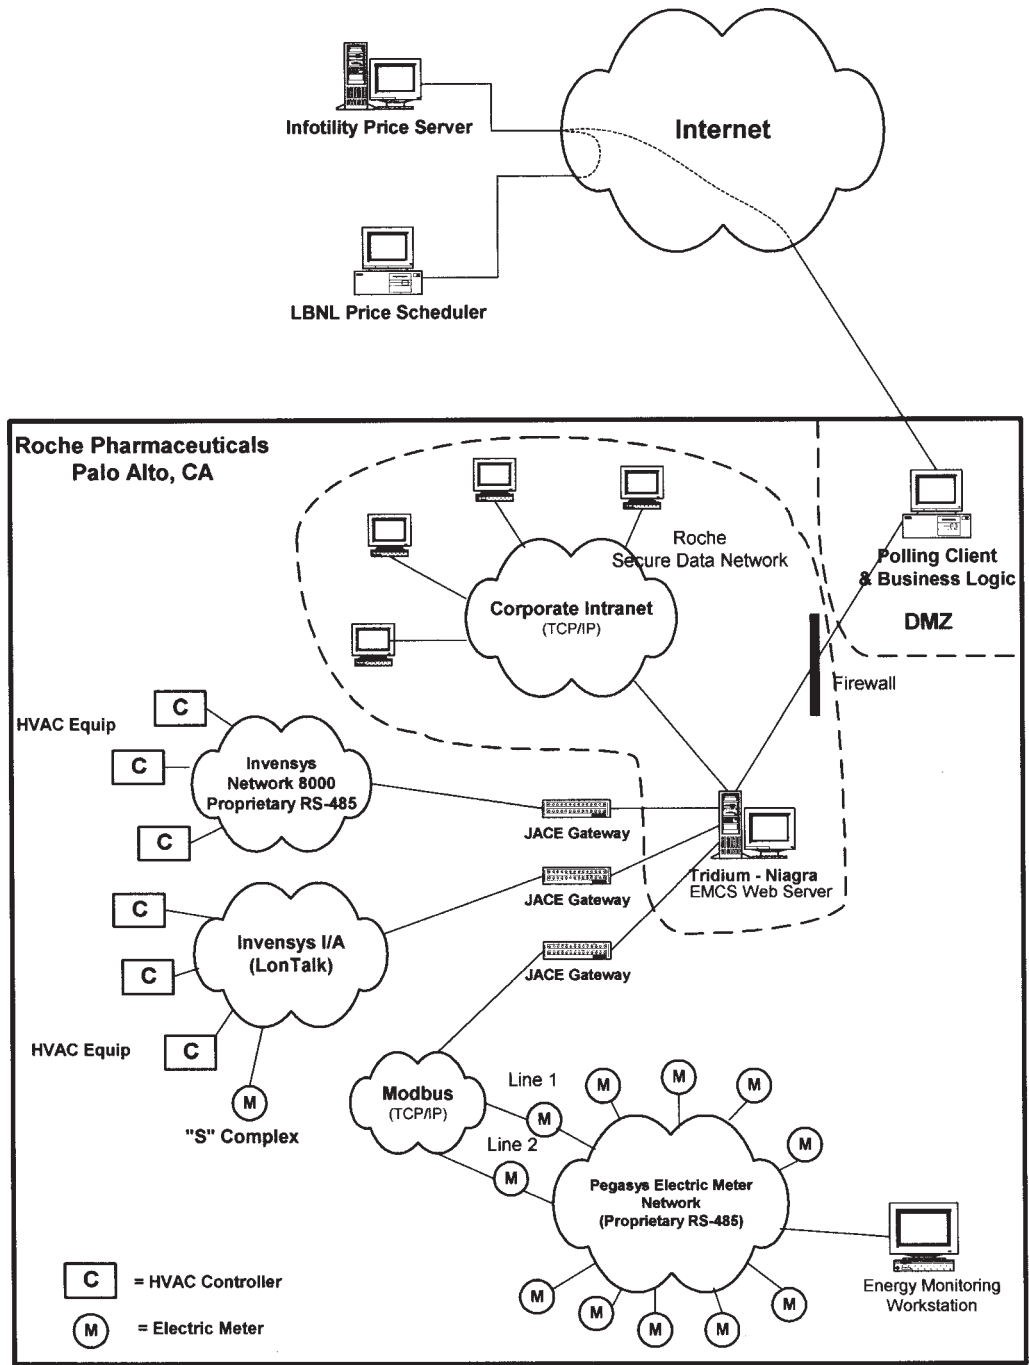 Infotility Price Server
Internet
LBNL Price Scheduler
Roche Pharmaceuticals
Palo Alto, CA
Roche
Secure Data Network
Polling Client
& Business Logic
DMZ
Corporate Intranet
(TCP/IP)
Firewall
HVAC Equip
C
C
C
Invensys
Network 8000
Proprietary RS-485
JACE Gateway
Tridium - Niagra
EMCS Web Server
JACE Gateway
C
C
C
Invensys I/A
(LonTalk)
JACE Gateway
HVAC Equip
M
"S" Complex
Modbus
(TCP/IP)
Line 1
Line 2
M
M
M
M
M
M
Pegasys Electric Meter
Network
(Proprietary RS-485)
M
M
M
M
M
M
Energy Monitoring
Workstation
C
= HVAC Controller
M
= Electric Meter